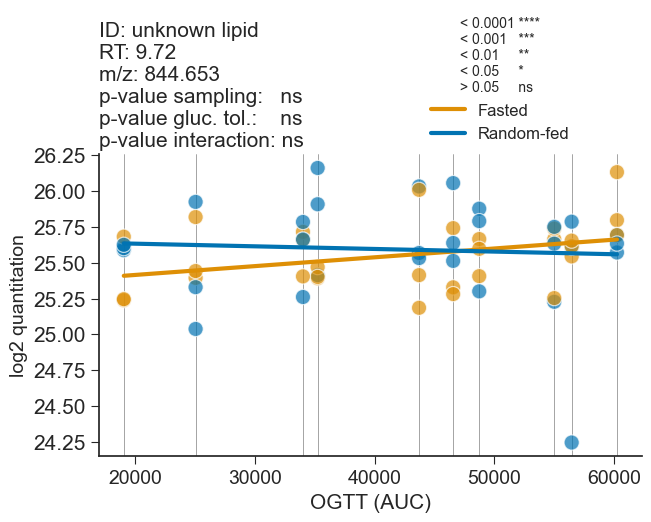 ID: unknown lipid
RT: 9.72
m/z: 844.653
p-value sampling: ns
p-value gluc. tol.: ns
p-value interaction: ns
< 0.0001 ****
< 0.001 ***
< 0.01 **
< 0.05 *
> 0.05 ns
Fasted
Random-fed
26.25
26.00
25.75
25.50
25.25
25.00
24.75
24.50
24.25
log2 quantitation
20000 30000 40000 50000 60000
OGTT (AUC)